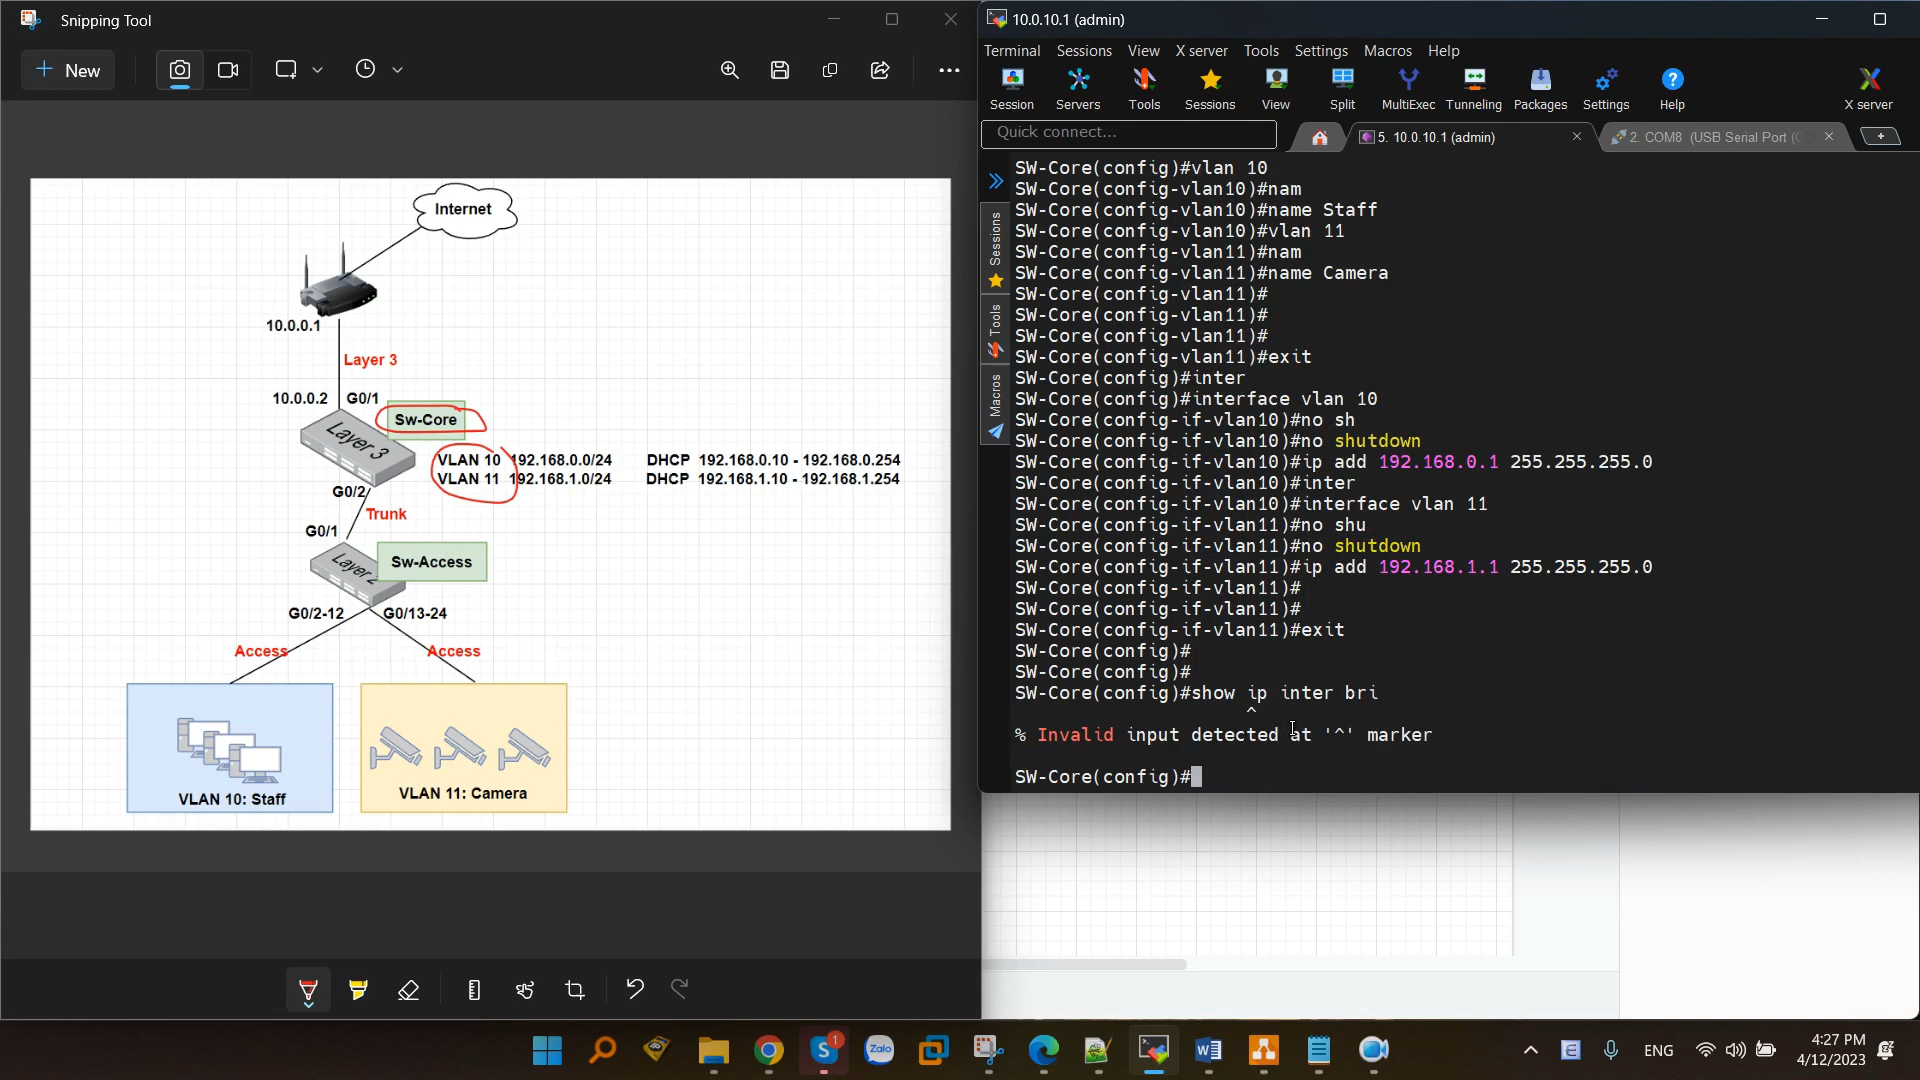 Snipping Tool
New
Internet
10.0.0.1
Layer 3
10.0.0.2 G0/1
Sw-Core
Layer 3
VLAN 10 192.168.0.0/24 DHCP 192.168.0.10 - 192.168.0.254
VLAN 11 192.168.1.0/24 DHCP 192.168.1.10 - 192.168.1.254
G0/2
Trunk
G0/1
Layer 2
Sw-Access
G0/2-12 G0/13-24
Access Access
VLAN 10: Staff
VLAN 11: Camera
10.0.10.1 (admin)
Terminal Sessions View X server Tools Settings Macros Help
Session Servers Tools Sessions View Split MultiExec Tunneling Packages Settings Help X server
Quick connect...
5. 10.0.10.1 (admin)
2. COM8 (USB Serial Port (C
Sessions
Tools
Macros
SW-Core(config)#vlan 10
SW-Core(config-vlan10)#nam
SW-Core(config-vlan10)#name Staff
SW-Core(config-vlan10)#vlan 11
SW-Core(config-vlan11)#nam
SW-Core(config-vlan11)#name Camera
SW-Core(config-vlan11)#
SW-Core(config-vlan11)#
SW-Core(config-vlan11)#
SW-Core(config-vlan11)#exit
SW-Core(config)#inter
SW-Core(config)#interface vlan 10
SW-Core(config-if-vlan10)#no sh
SW-Core(config-if-vlan10)#no shutdown
SW-Core(config-if-vlan10)#ip add 192.168.0.1 255.255.255.0
SW-Core(config-if-vlan10)#inter
SW-Core(config-if-vlan10)#interface vlan 11
SW-Core(config-if-vlan11)#no shu
SW-Core(config-if-vlan11)#no shutdown
SW-Core(config-if-vlan11)#ip add 192.168.1.1 255.255.255.0
SW-Core(config-if-vlan11)#
SW-Core(config-if-vlan11)#
SW-Core(config-if-vlan11)#exit
SW-Core(config)#
SW-Core(config)#
SW-Core(config)#show ip inter bri
^
% Invalid input detected at '^' marker
SW-Core(config)#
1
Zalo
ENG
4:27 PM
4/12/2023